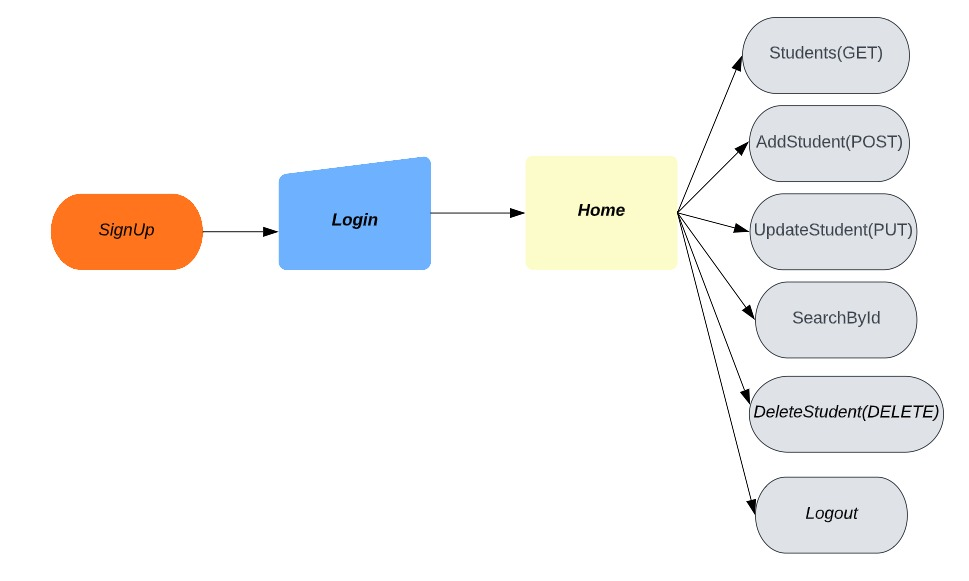 SignUp
Login
Home
Students(GET)
AddStudent(POST)
UpdateStudent(PUT)
SearchById
DeleteStudent(DELETE)
Logout